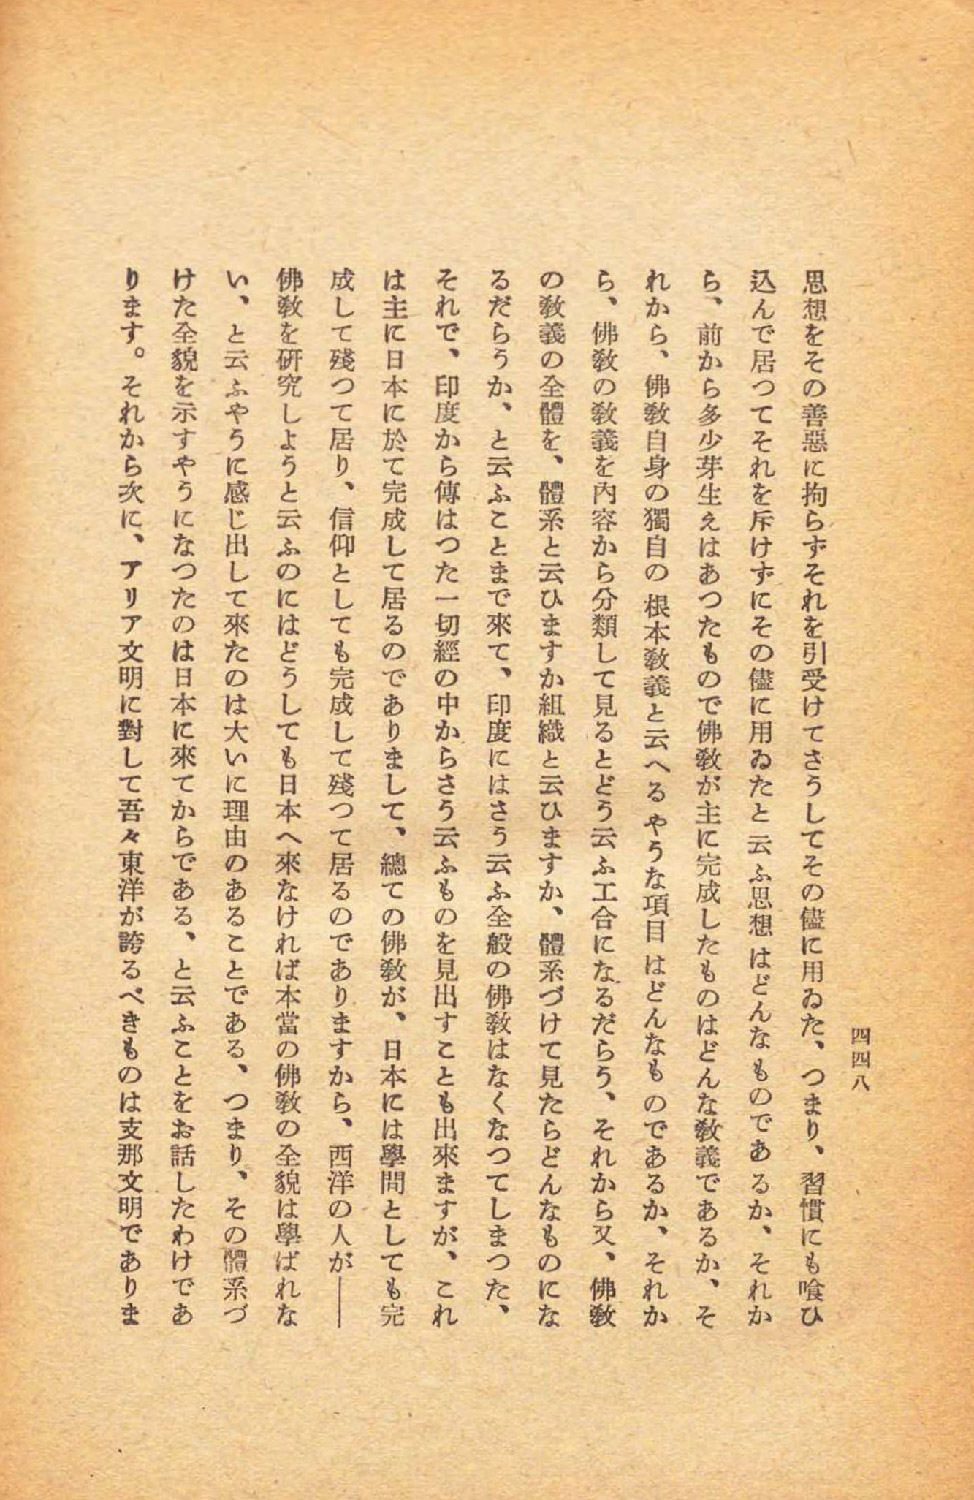 四四八
思想をその善惡に拘らずそれを引受けてさうしてその儘に用ゐた、つまり、習慣にも喰ひ
込んで居つてそれを斥けずにその儘に用ゐたと云ふ思想はどんなものであるか、それか
ら、前から多少芽生えはあつたもので佛敎が主に完成したものはどんな敎義であるか、そ
れから、佛敎自身の獨自の根本敎義と云へるやうな項目はどんなものであるか、それか
ら、佛敎の敎義を內容から分類して見るとどう云ふ工合になるだらう、それから又、佛敎
の敎義の全體を、體系と云ひますか組織と云ひますか、體系づけて見たらどんなものにな
るだらうか、と云ふことまで來て、印度にはさう云ふ全般の佛敎はなくなつてしまつた、
それで、印度から傳はつた一切經の中からさう云ふものを見出すことも出來ますが、これ
は主に日本に於て完成して居るのでありまして、總ての佛敎が、日本には學問としても完
成して殘つて居り、信仰としても完成して殘つて居るのでありますから、西洋の人が――
佛敎を硏究しようと云ふのにはどうしても日本へ來なければ本當の佛敎の全貌は學ばれな
い、と云ふやうに感じ出して來たのは大いに理由のあることである、つまり、その體系づ
けた全貌を示すやうになつたのは日本に來てからである、と云ふことをお話したわけであ
ります。それから次に、アリア文明に對して吾々東洋が誇るべきものは支那文明でありま